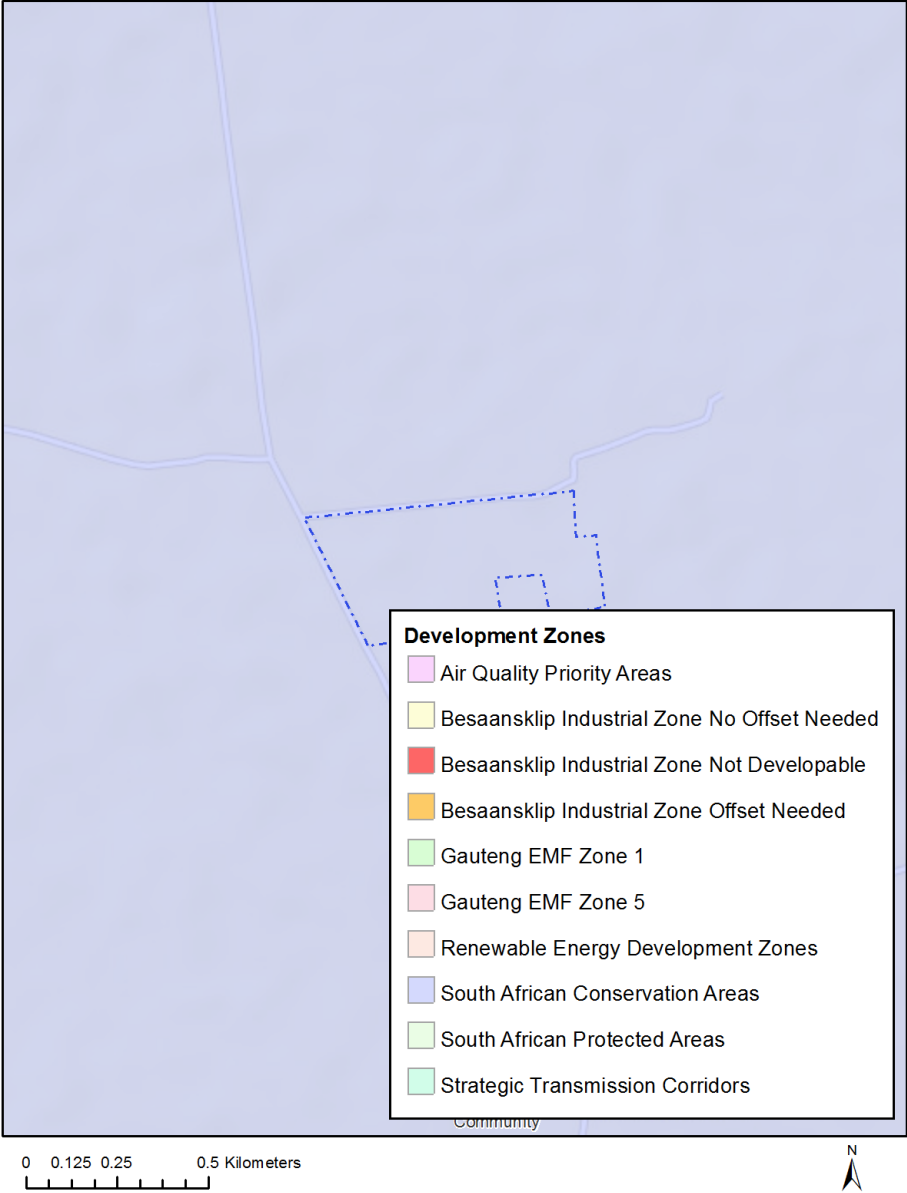 Development Zones
Air Quality Priority Areas
Besaansklip Industrial Zone No Offset Needed
Besaansklip Industrial Zone Not Developable
Besaansklip Industrial Zone Offset Needed
Gauteng EMF Zone 1
Gauteng EMF Zone 5
Renewable Energy Development Zones
South African Conservation Areas
South African Protected Areas
Strategic Transmission Corridors
Community
0 0.125 0.25 0.5 Kilometers
N